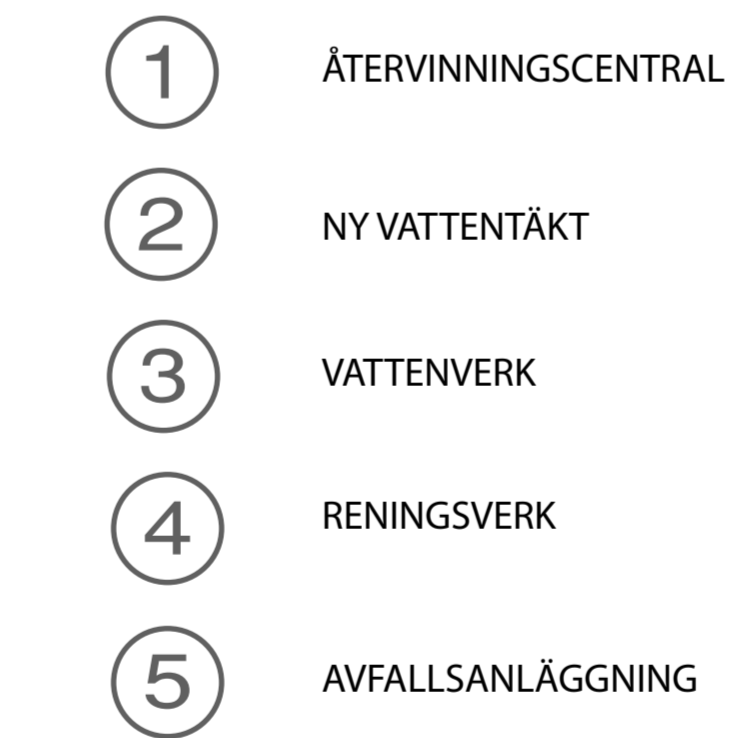 1 ÅTERVINNINGSCENTRAL
2 NY VATTENTÄKT
3 VATTENVERK
4 RENINGSVERK
5 AVFALLSANLÄGGNING